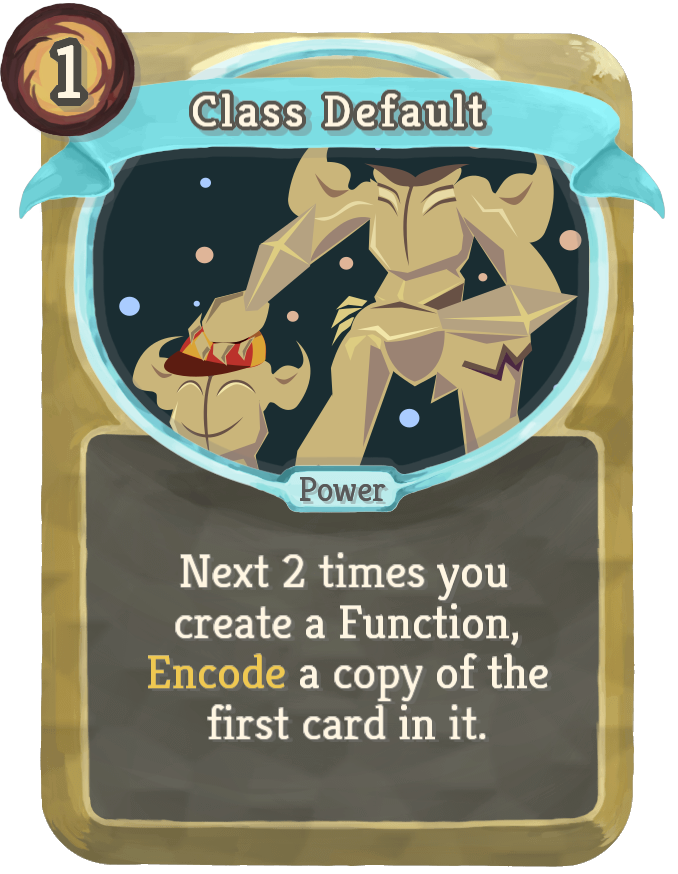 1
Class Default
Power
Next 2 times you
create a Function,
Encode a copy of the
first card in it.